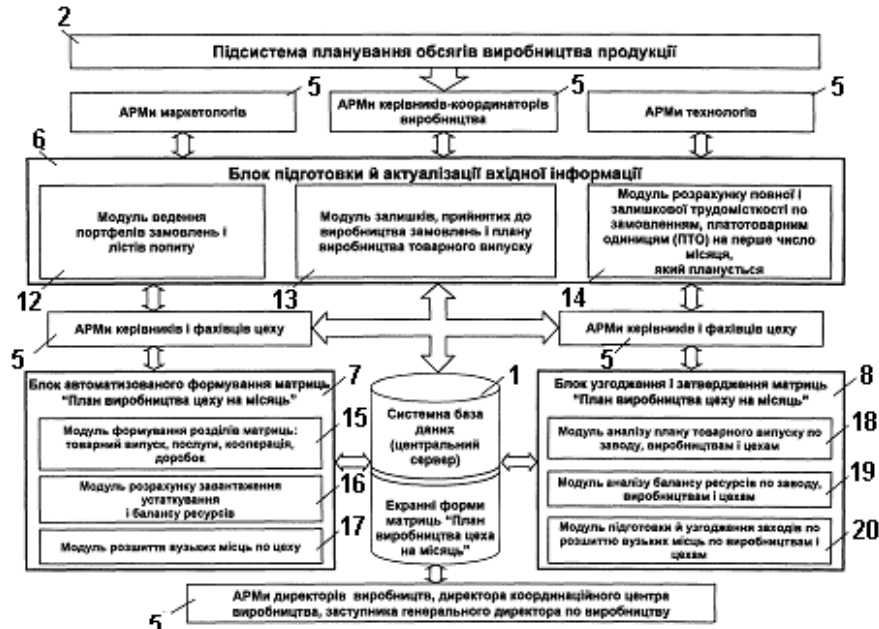 2
Підсистема планування обсягів виробництва продукції
5
5
5
АРМи маркетологів
АРМи керівників-координаторів
виробництва
АРМи технологів
6
Блок підготовки й актуалізації вхідної інформації
Модуль ведення
портфелів замовлень і
лістів попиту
12
Модуль залишків, прийнятих до
виробництва замовлень і плану
виробництва товарного випуску
13
Модуль розрахунку повної і
залишкової трудомісткості по
замовленням, платотоварним
одиницям (ПТО) на перше число
місяця,
який планується
14
АРМи керівників і фахівців цеху
5
АРМи керівників і фахівців цеху
5
7
Блок автоматизованого формування матриць
“План виробництва цеху на місяць”
Модуль формування розділів матриць:
товарний випуск, послуги, кооперація,
доробок
15
Модуль розрахунку завантаження
устаткування
і балансу ресурсів
16
Модуль розшиття вузьких місць по цеху
17
1
Системна база
даних
(центральний
сервер)
Екранні форми
матриць “План
виробництва цеха
на місяць”
8
Блок узгодження і затвердження матриць
“План виробництва цеху на місяць”
Модуль аналізу плану товарного випуску по
заводу, виробництвам і цехам
18
Модуль аналізу балансу ресурсів по заводу,
виробництвам і цехам
19
Модуль підготовки й узгодження заходів по
розшиттю вузьких місць по виробництвам і
цехам
20
АРМи директорів виробництв, директора координаційного центра
виробництва, заступника генерального директора по виробництву
5